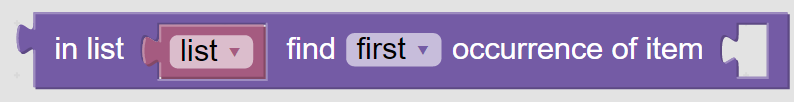 in list list find first occurrence of item